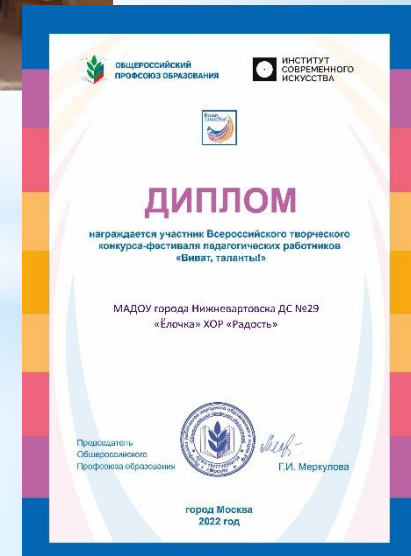 ОБЩЕРОССИЙСКИЙ
ПРОФСОЮЗ ОБРАЗОВАНИЯ
ИНСТИТУТ
СОВРЕМЕННОГО
ИСКУССТВА
ДИПЛОМ
награждается участник Всероссийского творческого
конкурса-фестиваля педагогических работников
«Виват, таланты!»
МАДОУ города Нижневартовска ДС №29
«Ёлочка» ХОР «Радость»
Председатель
Общероссийского
Профсоюза образования
Г.И. Меркулова
город Москва
2022 год